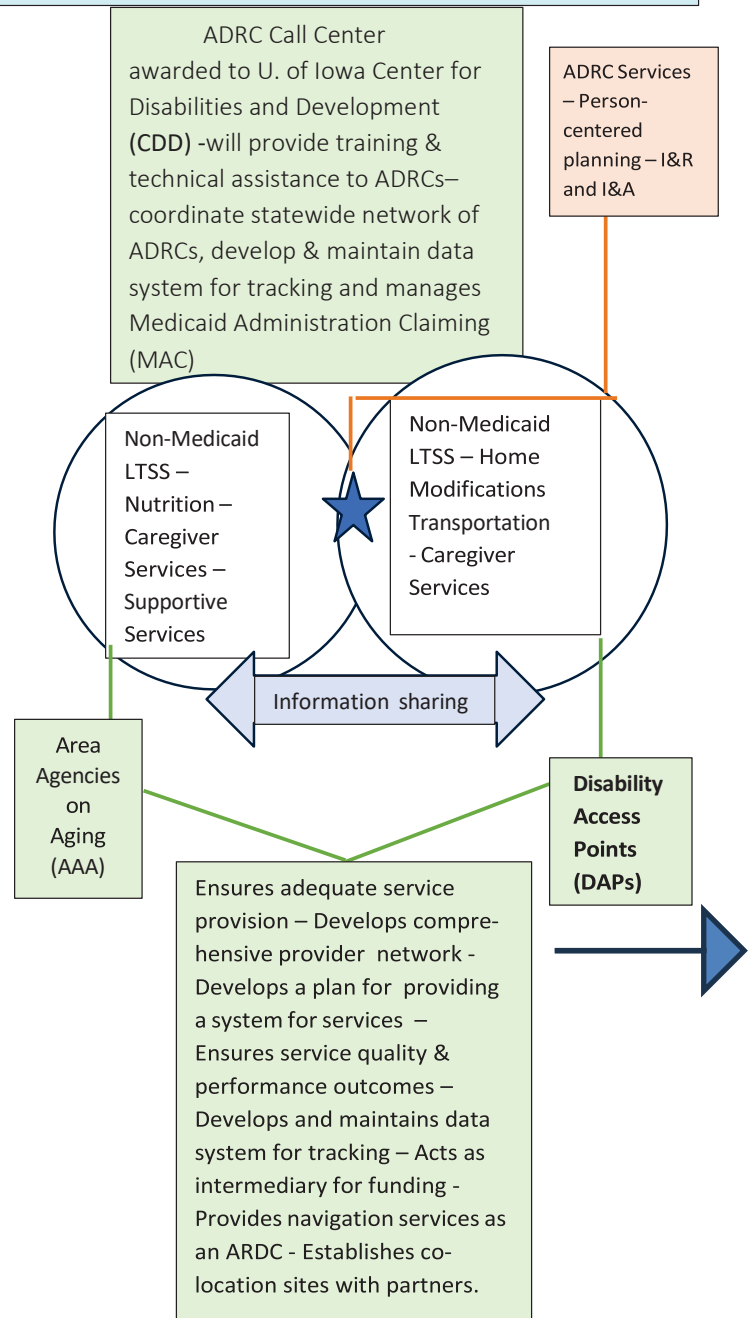 ADRC Call Center
awarded to U. of Iowa Center for
Disabilities and Development
(CDD) -will provide training &
technical assistance to ADRCs–
coordinate statewide network of
ADRCs, develop & maintain data
system for tracking and manages
Medicaid Administration Claiming
(MAC)
ADRC Services
– Person-
centered
planning – I&R
and I&A
Non-Medicaid
LTSS –
Nutrition –
Caregiver
Services –
Supportive
Services
Non-Medicaid
LTSS – Home
Modifications
Transportation
- Caregiver
Services
Information sharing
Area
Agencies
on
Aging
(AAA)
Disability
Access
Points
(DAPs)
Ensures adequate service
provision – Develops compre-
hensive provider network -
Develops a plan for providing
a system for services –
Ensures service quality &
performance outcomes –
Develops and maintains data
system for tracking – Acts as
intermediary for funding -
Provides navigation services as
an ARDC - Establishes co-
location sites with partners.